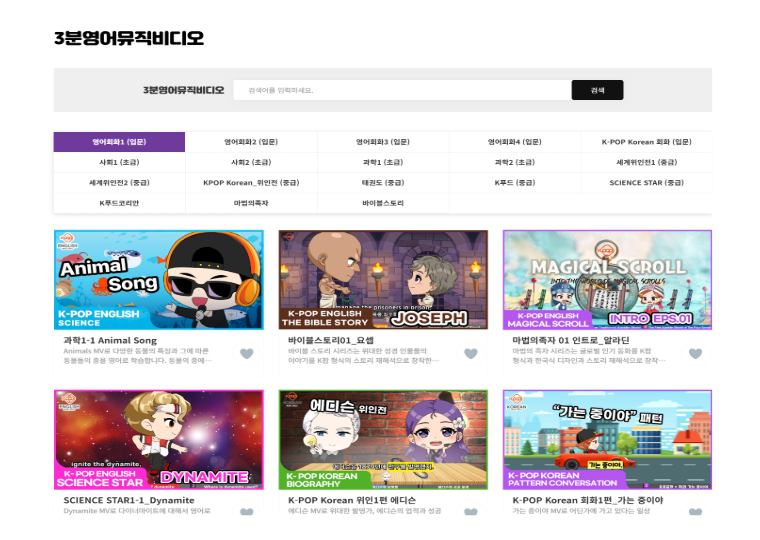 3분영어뮤직비디오
3분영어뮤직비디오 검색어를 입력하세요. 검색
영어회화1 (입문) 영어회화2 (입문) 영어회화3 (입문) 영어회화4 (입문) K-POP Korean 회화 (입문)
사회1 (초급) 사회2 (초급) 과학1 (초급) 과학2 (초급) 세계위인전1 (중급)
세계위인전2 (중급) KPOP Korean_위인전 (중급) 태권도 (중급) K푸드 (중급) SCIENCE STAR (중급)
K푸드코리안 마법의족자 바이블스토리
ENGLISH
Animal
Song
K-POP ENGLISH
SCIENCE
manage the prisoners in prison,
K-POP ENGLISH
THE BIBLE STORY
JOSEPH
MAGICAL SCROLL
INTO THE WORLD OF MAGICAL SCROLLS
K-POP ENGLISH
MAGICAL SCROLL
INTRO EPS.01
과학1-1 Animal Song
Animals MV로 다양한 동물의 특징과 그에 따른
동물들의 종을 영어로 학습합니다. 동물의 종에…
바이블스토리01_요셉
바이블 스토리 시리즈는 위대한 성경 인물들의
이야기를 K팝 형식의 스토리 재해석으로 창작한…
마법의족자 01 인트로_알라딘
마법의 족자 시리즈는 글로벌 인기 동화를 K팝
형식과 한국식 디자인과 스토리 재해석으로 창작…
ENGLISH
ignite the dynamite,
K-POP ENGLISH
SCIENCE STAR
DYNAMITE
에디슨 위인전
K-POP KOREAN
BIOGRAPHY
KOREAN
“가는 중이야” 패턴
가는 중이야,
K-POP KOREAN
PATTERN CONVERSATION
SCIENCE STAR1-1_Dynamite
Dynamite MV로 다이너마이트에 대해서 영어로
K-POP Korean 위인1편 에디슨
에디슨 MV로 위대한 발명가, 에디슨의 업적과 성공
K-POP Korean 회화1편_가는 중이야
가는 중이야 MV로 어딘가에 가고 있다는 일상